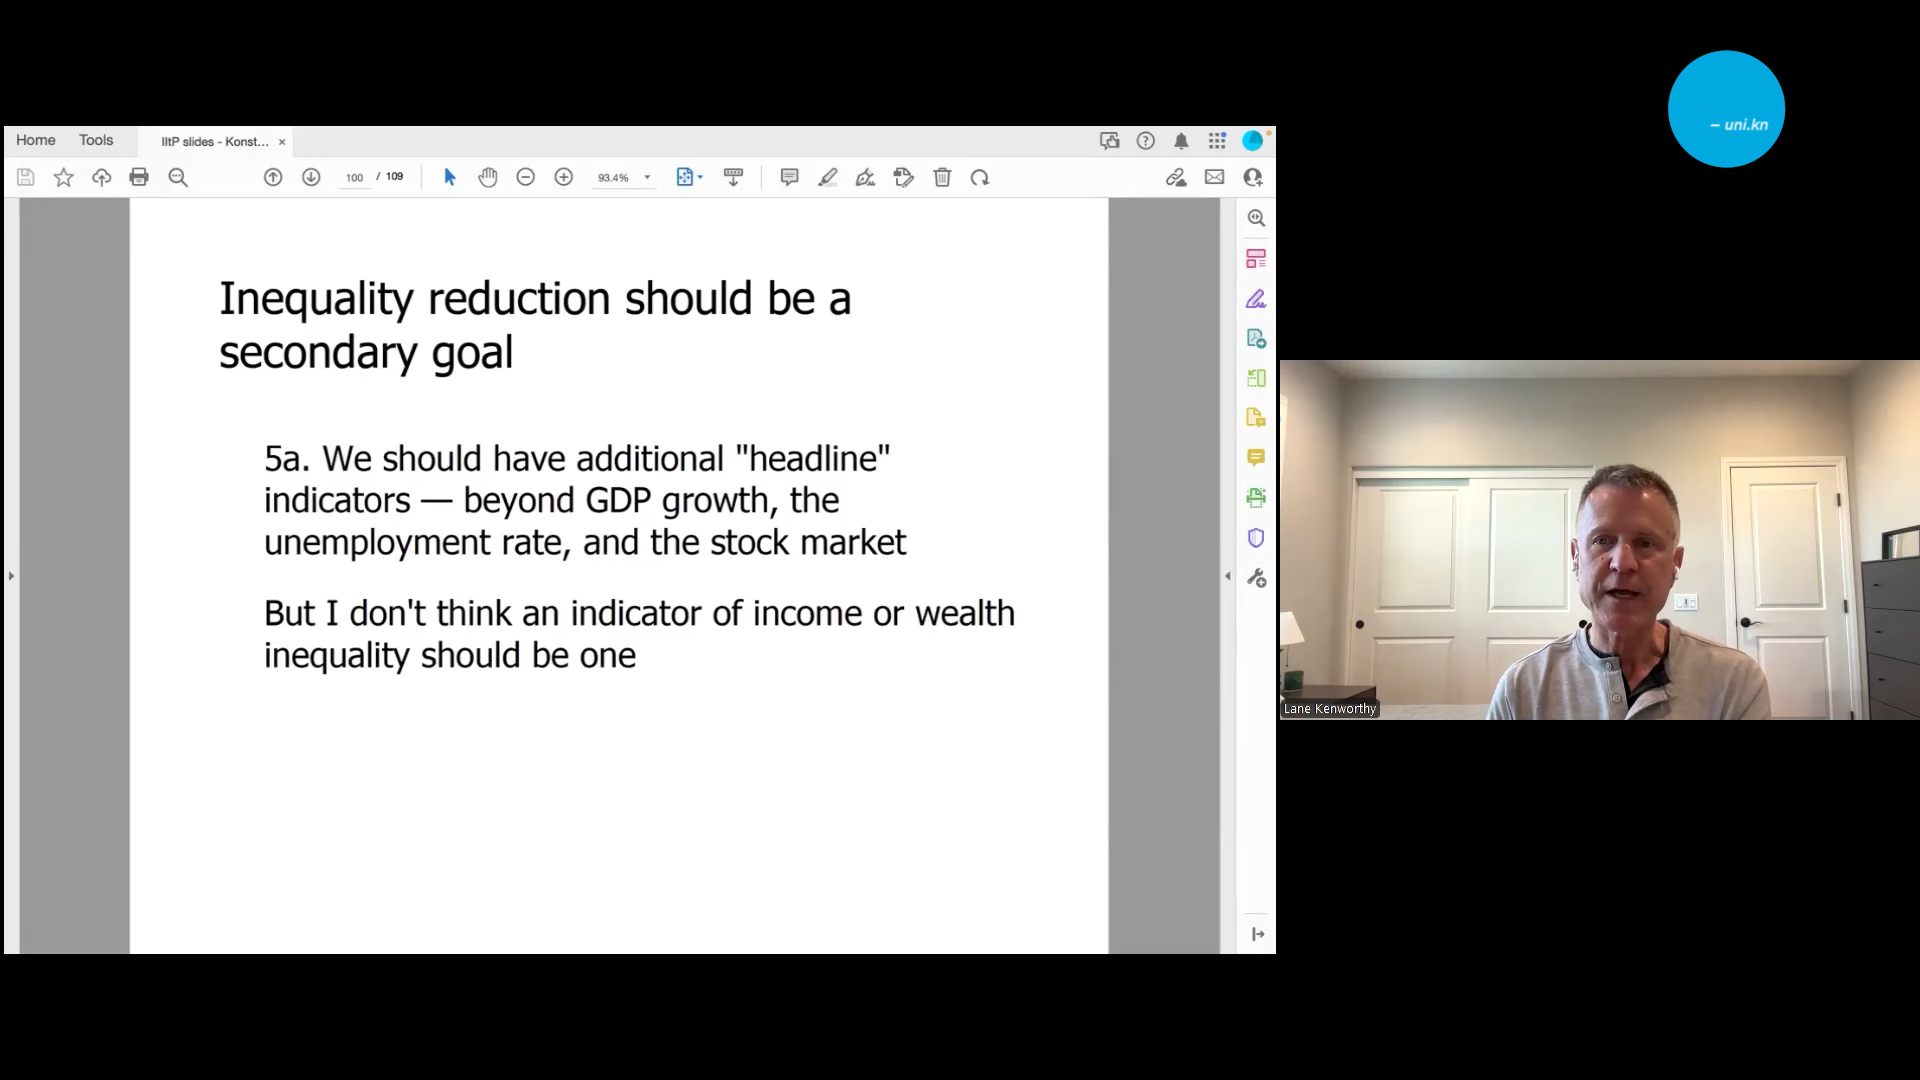 – uni.kn
Home Tools IItP slides - Konst... ×
100 / 109 93.4%
Inequality reduction should be a
secondary goal
5a. We should have additional "headline"
indicators — beyond GDP growth, the
unemployment rate, and the stock market
But I don't think an indicator of income or wealth
inequality should be one
Lane Kenworthy